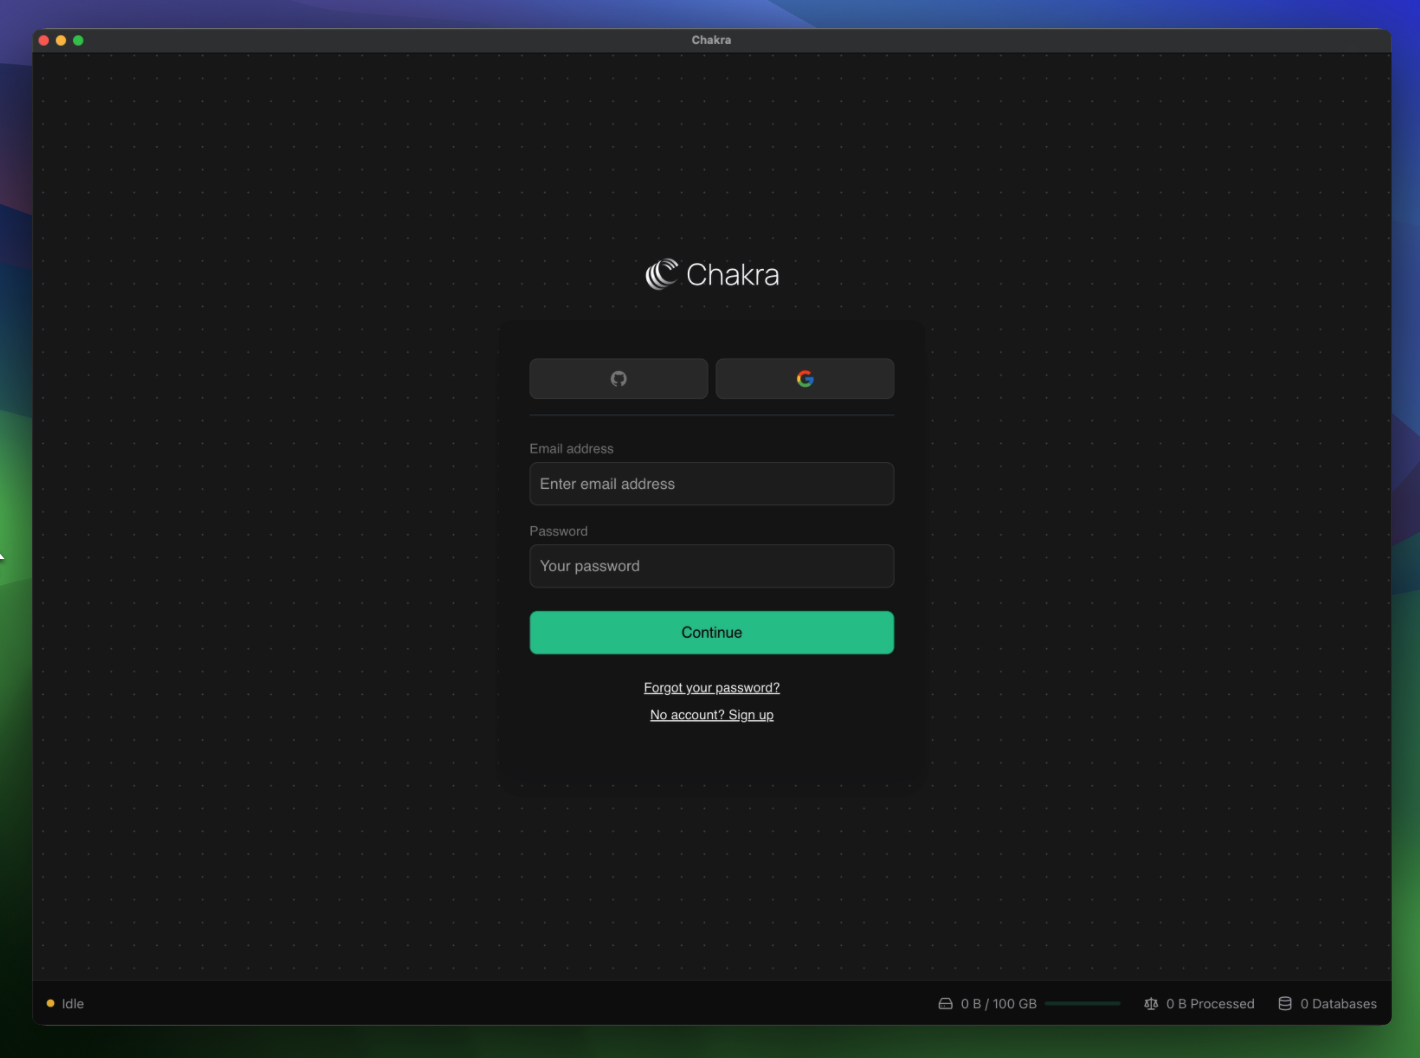 Chakra
Chakra
Email address
Enter email address
Password
Your password
Continue
Forgot your password?
No account? Sign up
Idle
0 B / 100 GB
0 B Processed
0 Databases